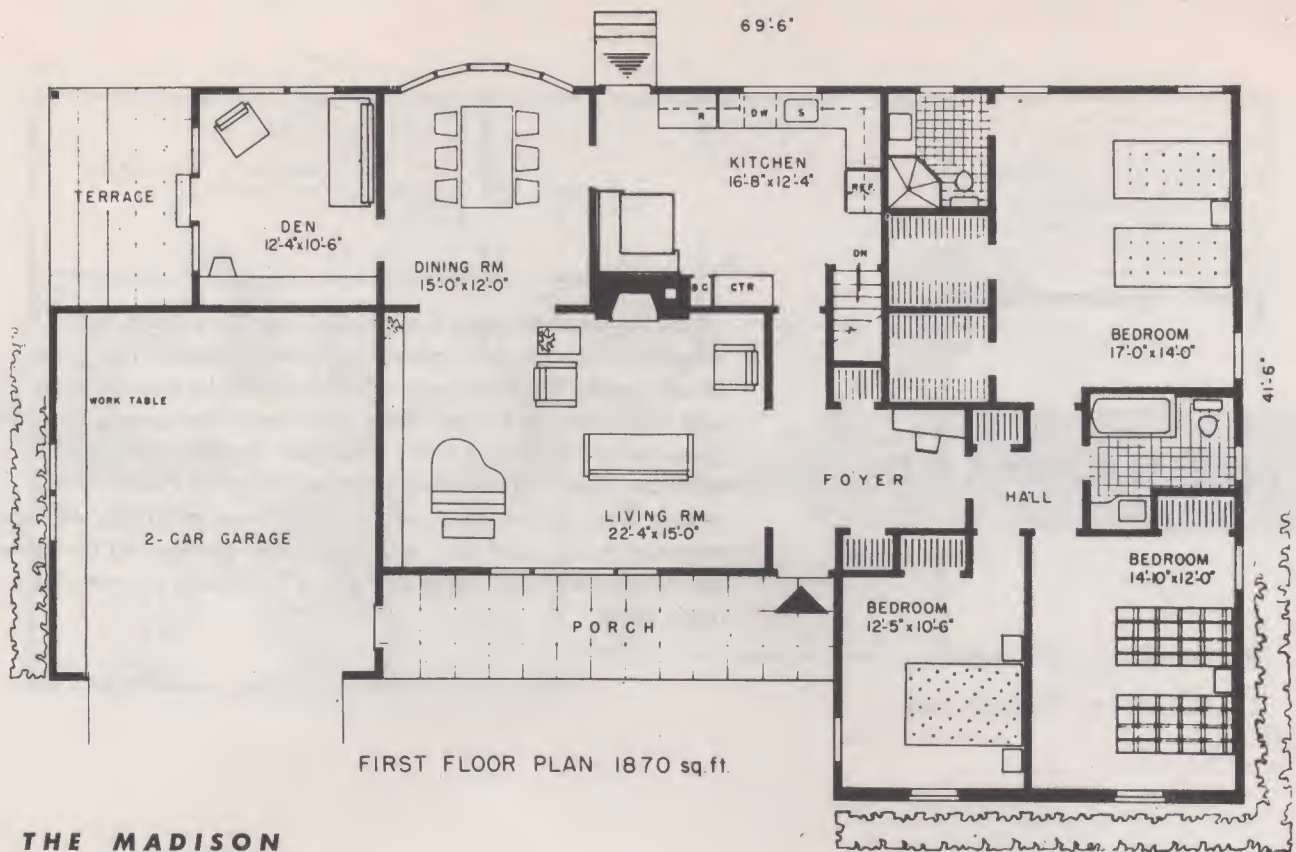 69'-6"
TERRACE
DEN
12'-4"x10'-6"
DINING RM
15'-0"x12'-0"
R
DW
S
KITCHEN
16'-8"x12'-4"
REF.
DN
BC
CTR
BEDROOM
17'-0"x14'-0"
41'-6"
WORK TABLE
2-CAR GARAGE
LIVING RM
22'-4"x15'-0"
FOYER
HALL
PORCH
BEDROOM
12'-5"x10'-6"
BEDROOM
14'-10"x12'-0"
FIRST FLOOR PLAN 1870 sq.ft.
THE MADISON